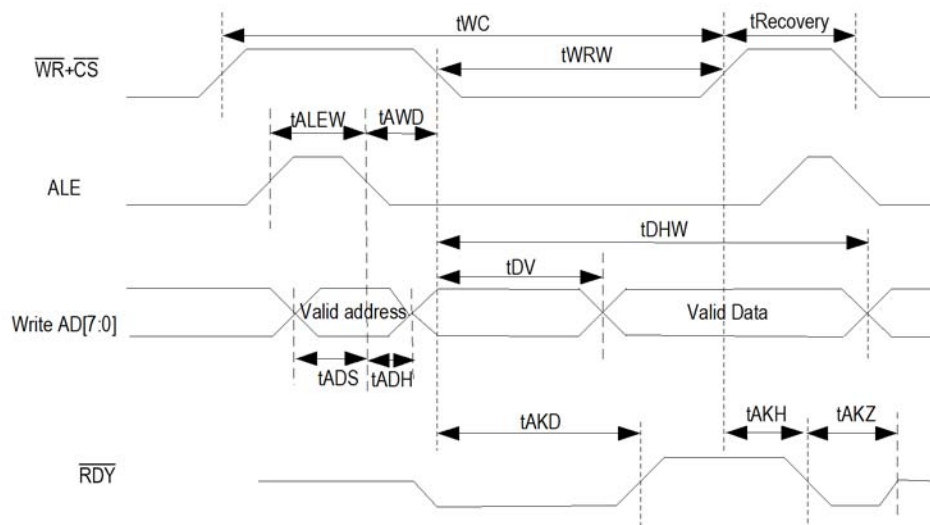 tWC
tRecovery
WR+CS
tWRW
tALEW
tAWD
ALE
tDHW
tDV
Write AD[7:0]
Valid address
Valid Data
tADS
tADH
tAKD
tAKH
tAKZ
RDY